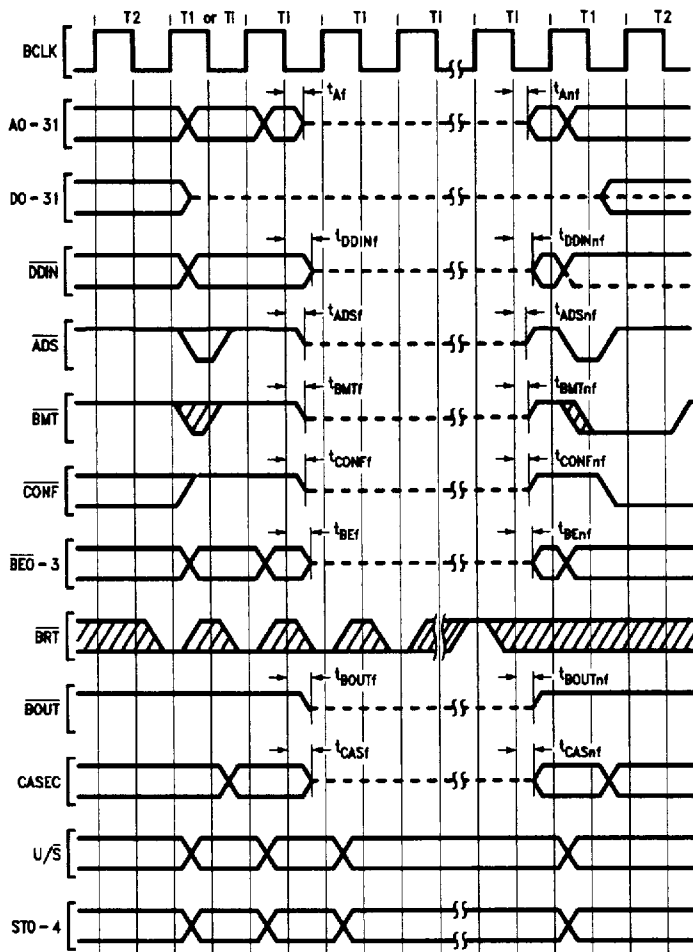 T2 T1 or Ti Ti Ti Ti Ti T1 T2
BCLK
tAf tAnf
A0-31
D0-31
tDDINf tDDINnf
DDIN
tADSf tADSnf
ADS
tBMTf tBMTnf
BMT
tCONFf tCONFnf
CONF
tBEf tBEnf
BE0-3
BRT
tBOUTf tBOUTnf
BOUT
tCASf tCASnf
CASEC
U/S
ST0-4